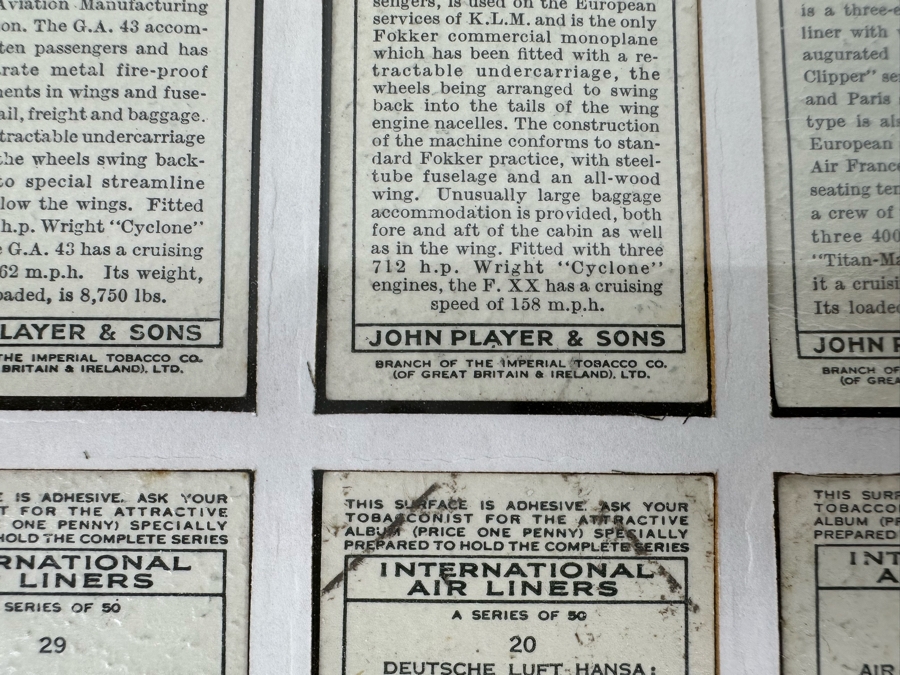 Aviation Manufacturing
on. The G.A. 43 accom-
ten passengers and has
rate metal fire-proof
ments in wings and fuse-
ail, freight and baggage.
tractable undercarriage
the wheels swing back-
to special streamline
low the wings. Fitted
h.p. Wright "Cyclone"
G.A. 43 has a cruising
62 m.p.h. Its weight,
oaded, is 8,750 lbs.
LAYER & SONS
THE IMPERIAL TOBACCO CO.
BRITAIN & IRELAND), LTD.
sengers, is used on the European
services of K.L.M. and is the only
Fokker commercial monoplane
which has been fitted with a re-
tractable undercarriage, the
wheels being arranged to swing
back into the tails of the wing
engine nacelles. The construction
of the machine conforms to stan-
dard Fokker practice, with steel-
tube fuselage and an all-wood
wing. Unusually large baggage
accommodation is provided, both
fore and aft of the cabin as well
as in the wing. Fitted with three
712 h.p. Wright "Cyclone"
engines, the F. XX has a cruising
speed of 158 m.p.h.
JOHN PLAYER & SONS
BRANCH OF THE IMPERIAL TOBACCO CO.
(OF GREAT BRITAIN & IRELAND), LTD.
is a three-e
liner with
augurated
Clipper" se
and Paris
type is als
European
Air France
seating ten
a crew of
three 400
"Titan-Ma
it a cruisi
Its loade
JOHN P
BRANCH OF
(OF GREA
E IS ADHESIVE. ASK YOUR
T FOR THE ATTRACTIVE
ONE PENNY) SPECIALLY
HOLD THE COMPLETE SERIES
RNATIONAL
LINERS
SERIES OF 50
29
THIS SURFACE IS ADHESIVE. ASK YOUR
TOBACCONIST FOR THE ATTRACTIVE
ALBUM (PRICE ONE PENNY) SPECIALLY
PREPARED TO HOLD THE COMPLETE SERIES
INTERNATIONAL
AIR LINERS
A SERIES OF 50
20
DEUTSCHE LUFT-HANSA:
THIS SURF
TOBACCO
ALBUM (PR
PREPARED
INT
A
AIR